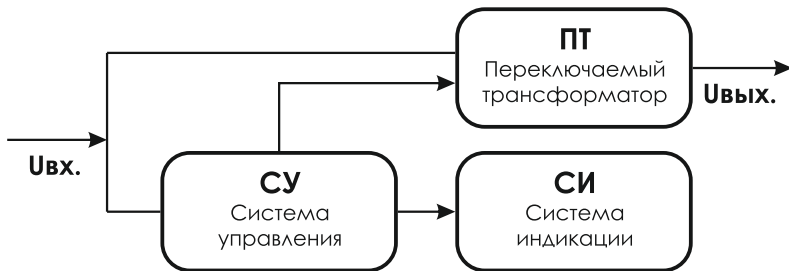 ПТ
Переключаемый
трансформатор
Uвых.
Uвх.
СУ
Система
управления
СИ
Система
индикации